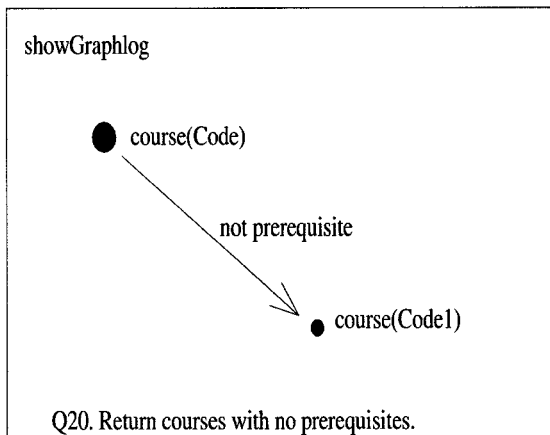 showGraphlog
course(Code)
not prerequisite
course(Code1)
Q20. Return courses with no prerequisites.